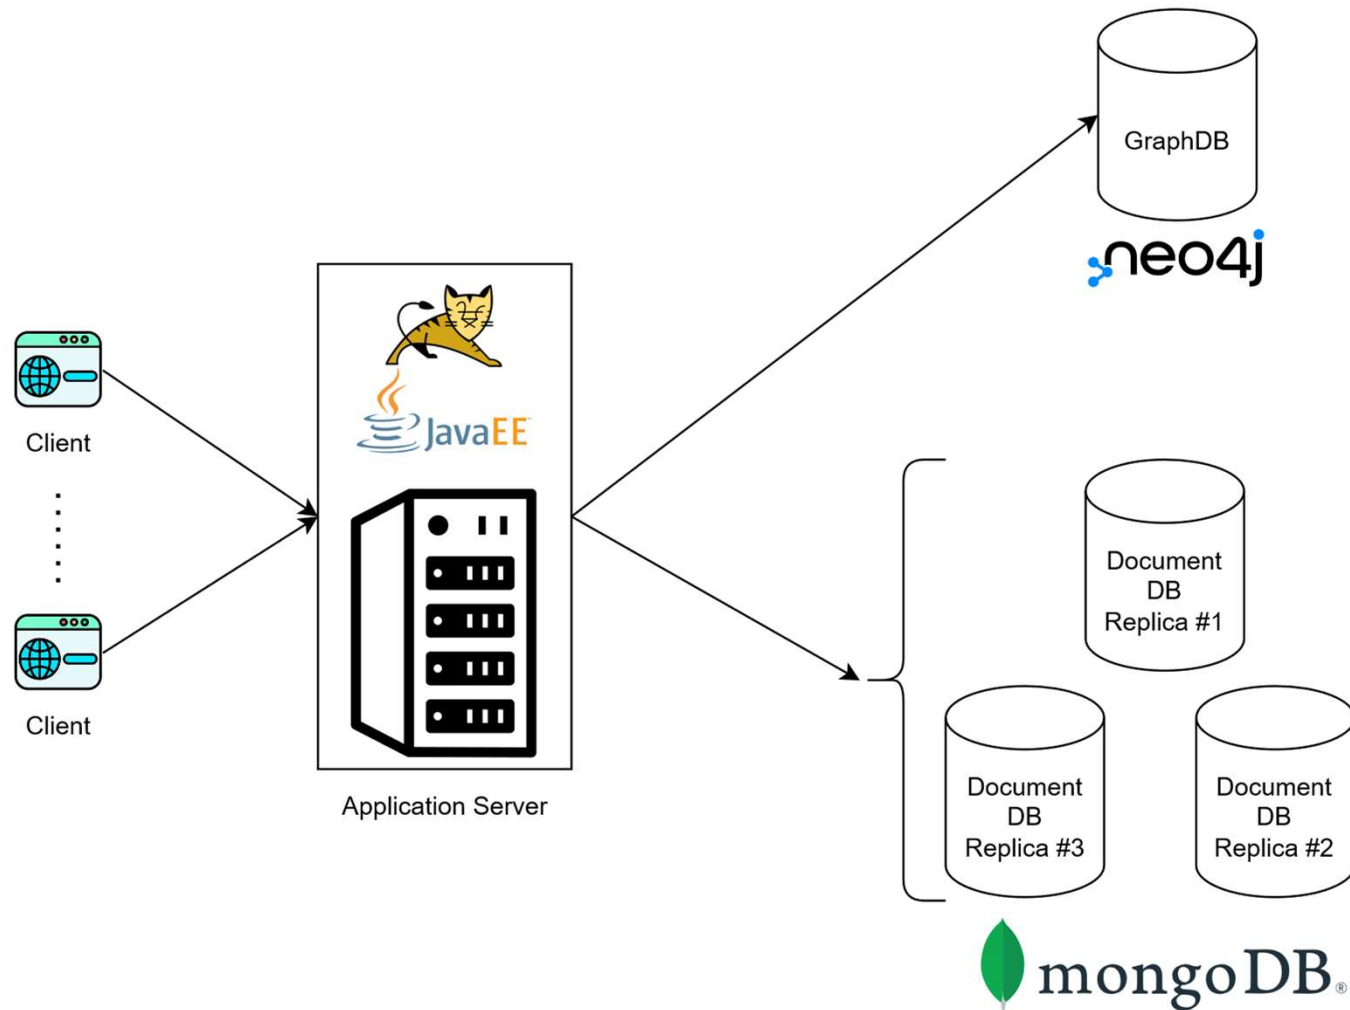 GraphDB
neo4j
JavaEE
Client
Client
Application Server
Document
DB
Replica #1
Document
DB
Replica #3
Document
DB
Replica #2
mongoDB®